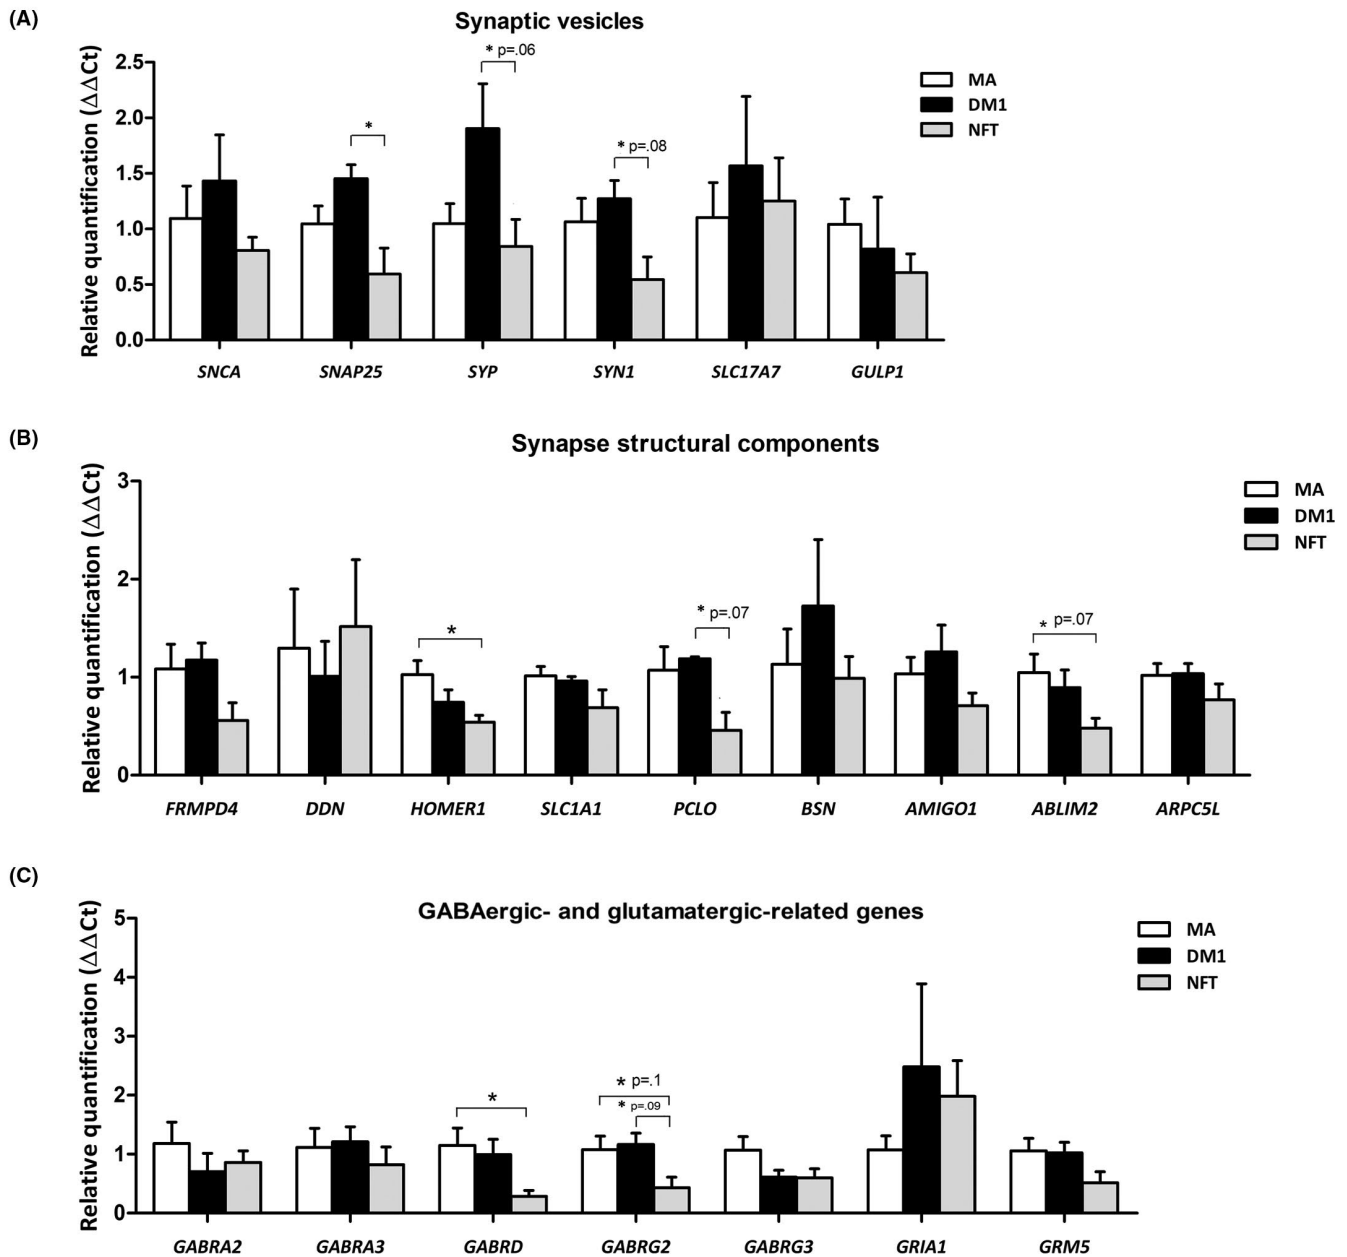 (A)
Synaptic vesicles
Relative quantification (ΔΔCt)
2.5
2.0
1.5
1.0
0.5
0.0
*
* p=.06
* p=.08
MA
DM1
NFT
SNCA SNAP25 SYP SYN1 SLC17A7 GULP1
(B)
Synapse structural components
Relative quantification (ΔΔCt)
3
2
1
0
*
* p=.07
* p=.07
MA
DM1
NFT
FRMPD4 DDN HOMER1 SLC1A1 PCLO BSN AMIGO1 ABLIM2 ARPC5L
(C)
GABAergic- and glutamatergic-related genes
Relative quantification (ΔΔCt)
5
4
3
2
1
0
*
* p=.1
* p=.09
MA
DM1
NFT
GABRA2 GABRA3 GABRD GABRG2 GABRG3 GRIA1 GRM5